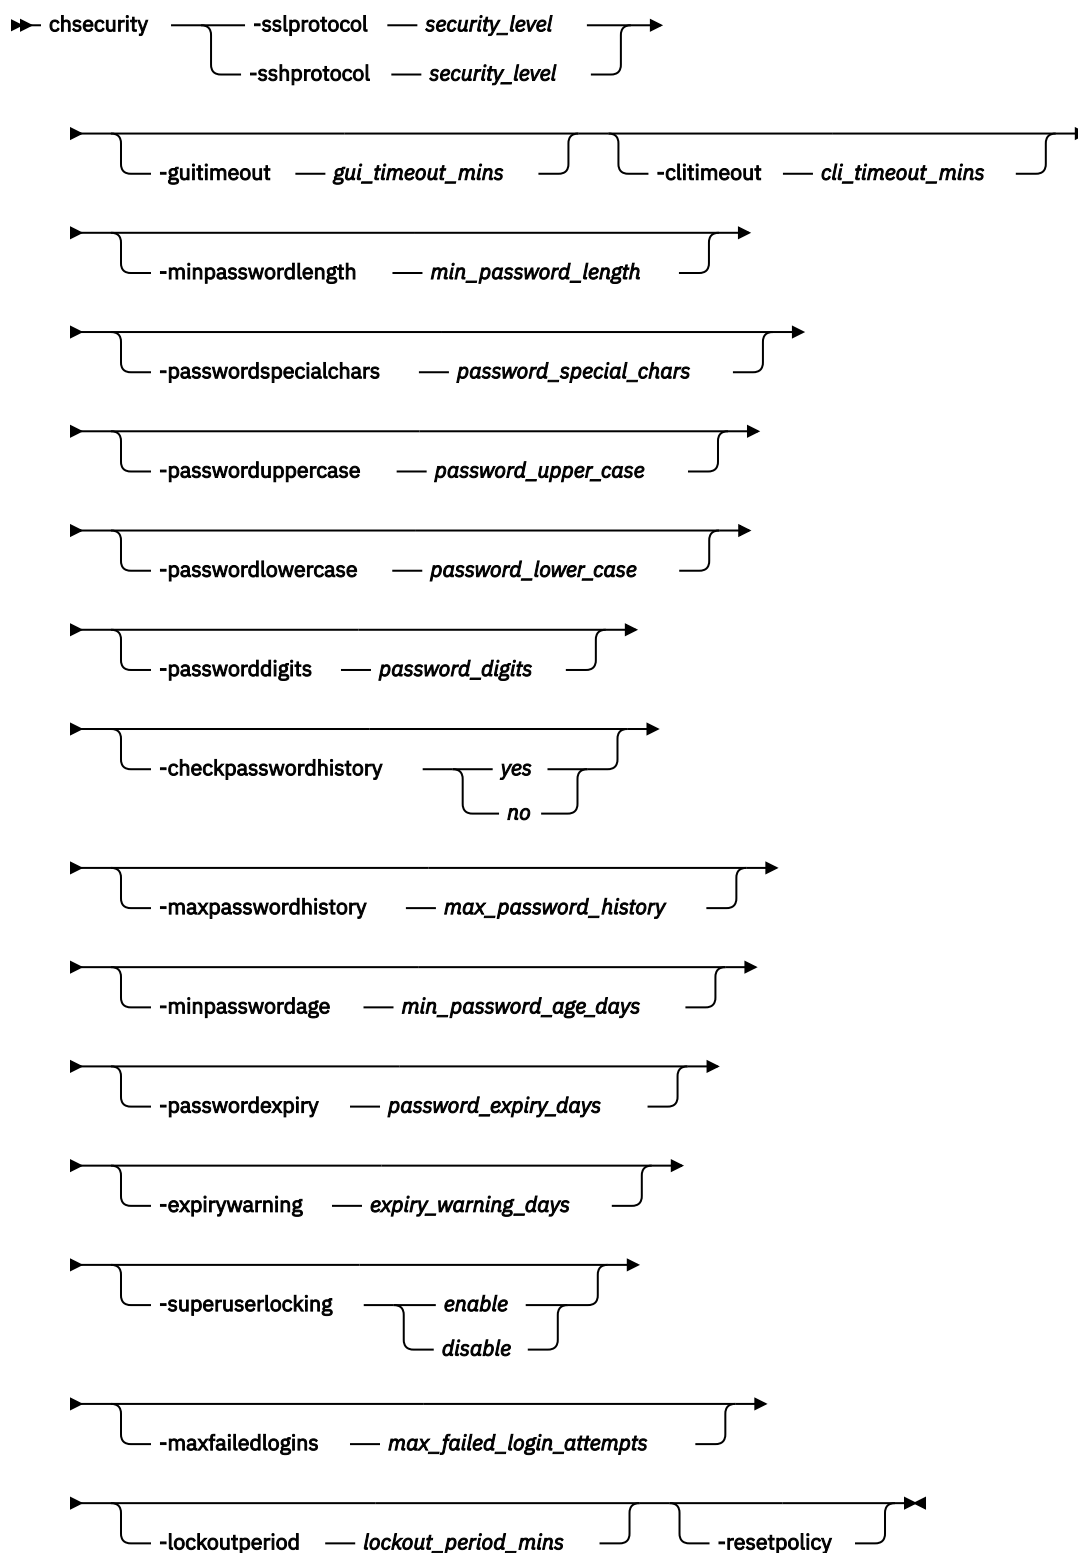 chsecurity -sslprotocol security_level
-sshprotocol security_level
-guitimeout gui_timeout_mins -clitimeout cli_timeout_mins
-minpasswordlength min_password_length
-passwordspecialchars password_special_chars
-passworduppercase password_upper_case
-passwordlowercase password_lower_case
-passworddigits password_digits
-checkpasswordhistory yes
no
-maxpasswordhistory max_password_history
-minpasswordage min_password_age_days
-passwordexpiry password_expiry_days
-expirywarning expiry_warning_days
-superuserlocking enable
disable
-maxfailedlogins max_failed_login_attempts
-lockoutperiod lockout_period_mins -resetpolicy